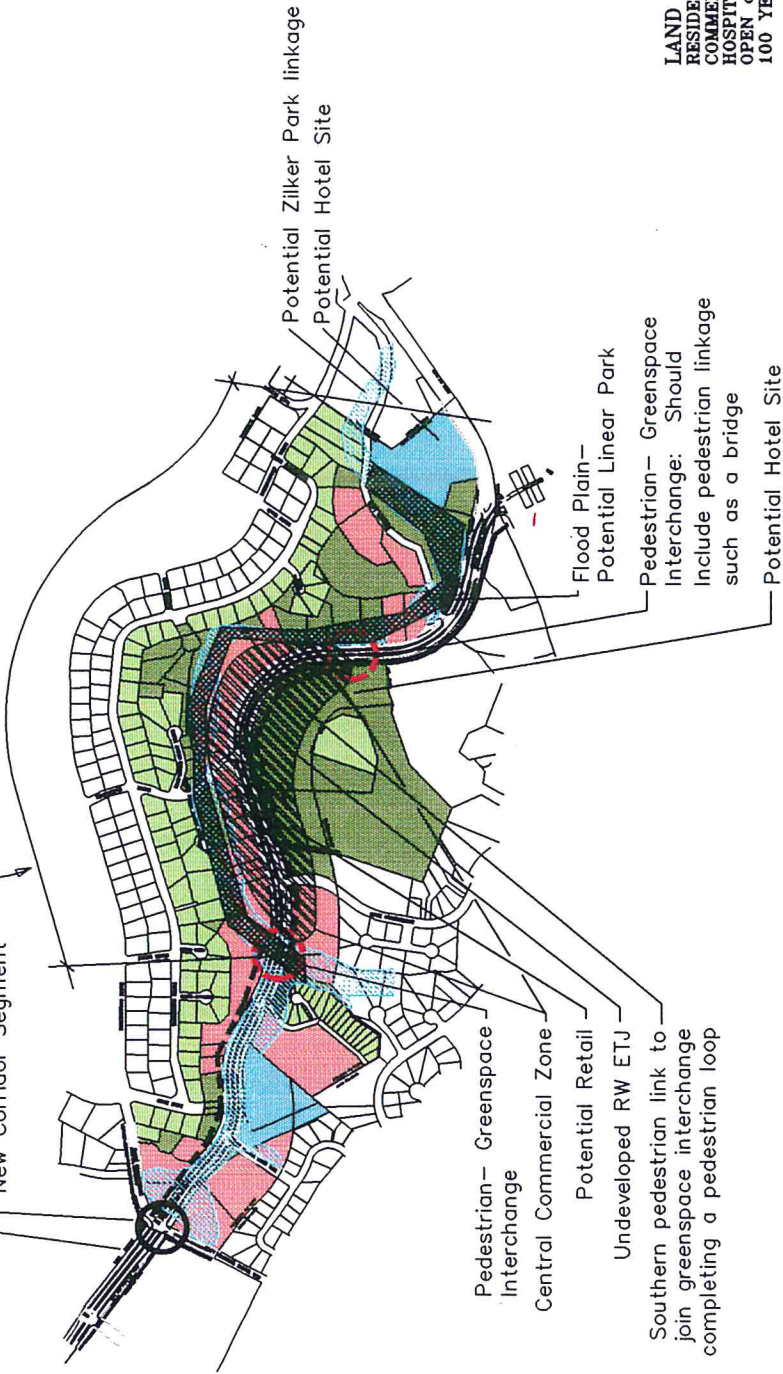 New Corridor Segment
Potential Zilker Park linkage
Potential Hotel Site
Flood Plain-
Potential Linear Park
Pedestrian- Greenspace
Interchange: Should
Include pedestrian linkage
such as a bridge
Potential Hotel Site
Pedestrian- Greenspace
Interchange
Central Commercial Zone
Potential Retail
Undeveloped RW ETJ
Southern pedestrian link to
join greenspace interchange
completing a pedestrian loop
LAND
RESIDE
COMME
HOSPIT
OPEN
100 YE